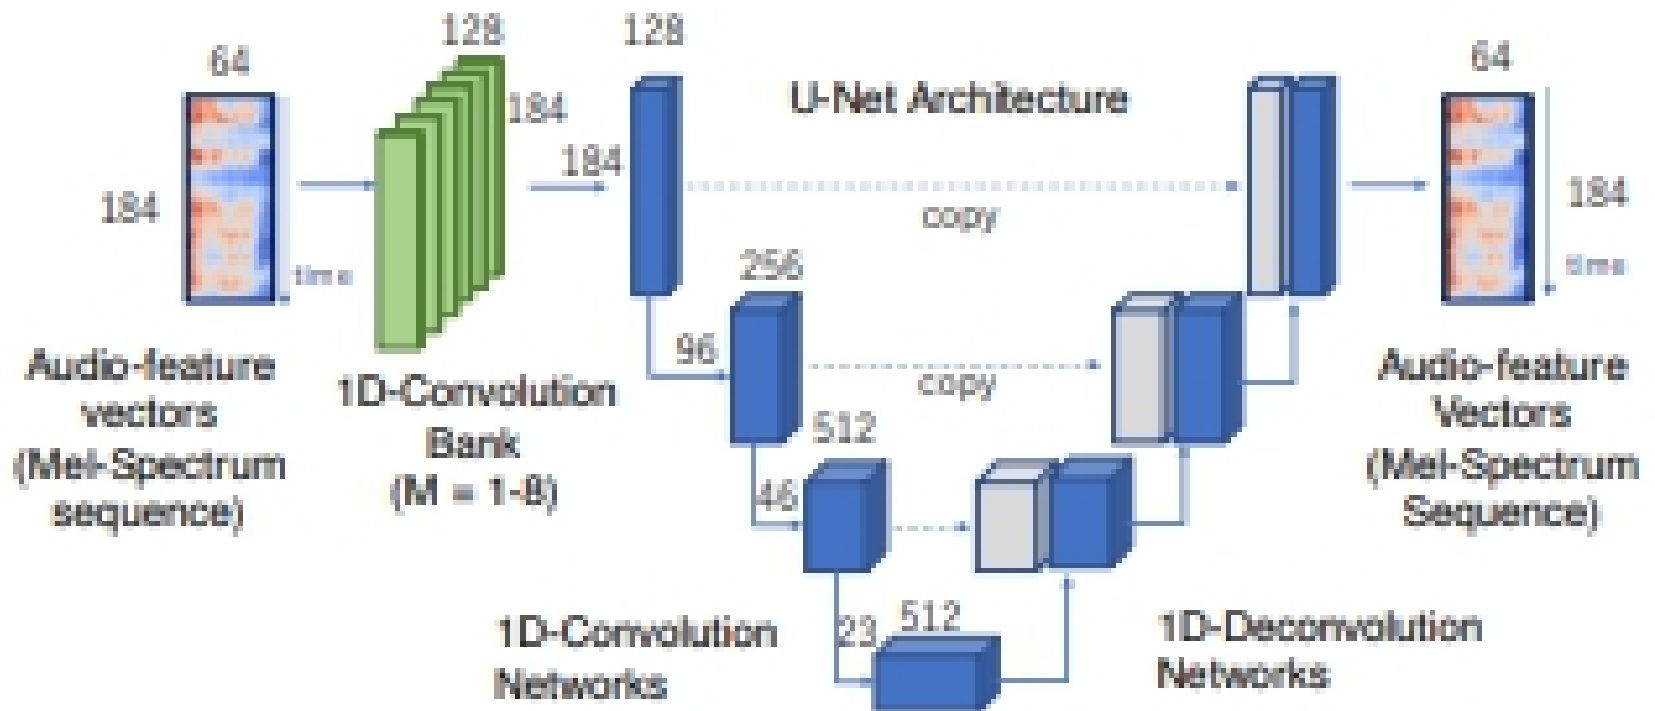 64
184
time
Audio-feature
vectors
(Mel-Spectrum
sequence)
128
184
1D-Convolution
Bank
(M = 1-8)
128
184
U-Net Architecture
copy
256
96
copy
512
46
23
512
1D-Convolution
Networks
1D-Deconvolution
Networks
64
184
time
Audio-feature
Vectors
(Mel-Spectrum
Sequence)